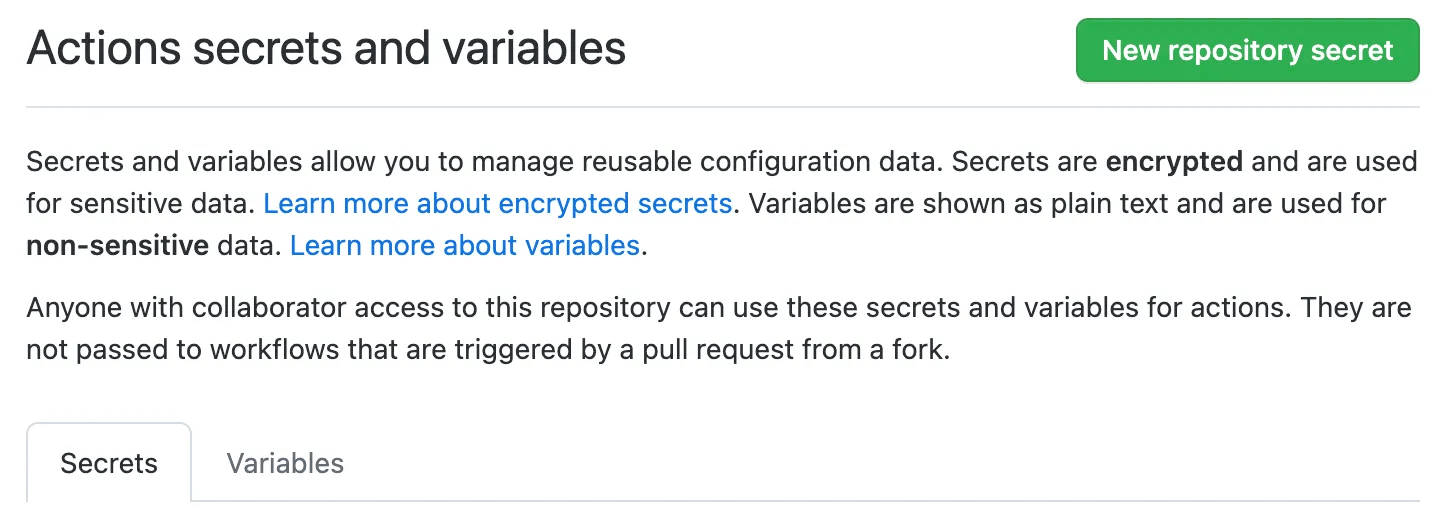 Actions secrets and variables
New repository secret
Secrets and variables allow you to manage reusable configuration data. Secrets are encrypted and are used
for sensitive data. Learn more about encrypted secrets. Variables are shown as plain text and are used for
non-sensitive data. Learn more about variables.
Anyone with collaborator access to this repository can use these secrets and variables for actions. They are
not passed to workflows that are triggered by a pull request from a fork.
Secrets
Variables